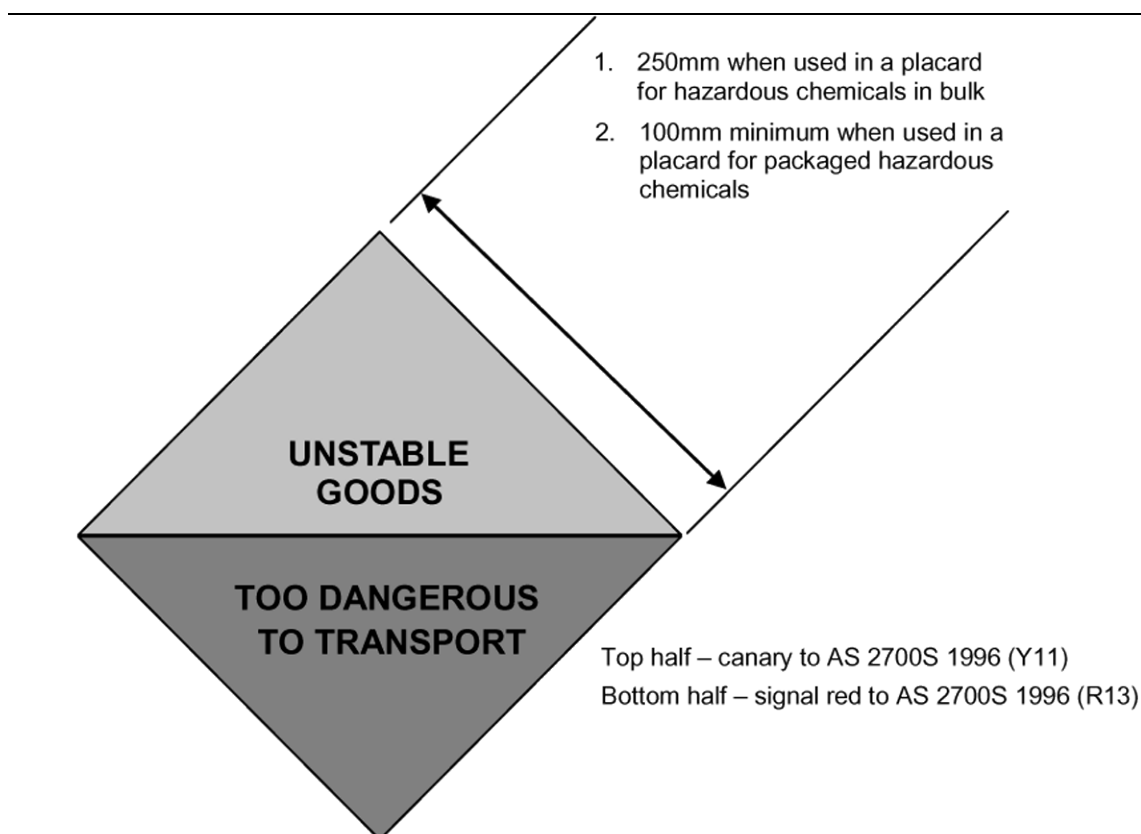 1. 250mm when used in a placard
for hazardous chemicals in bulk
2. 100mm minimum when used in a
placard for packaged hazardous
chemicals
UNSTABLE
GOODS
TOO DANGEROUS
TO TRANSPORT
Top half – canary to AS 2700S 1996 (Y11)
Bottom half – signal red to AS 2700S 1996 (R13)